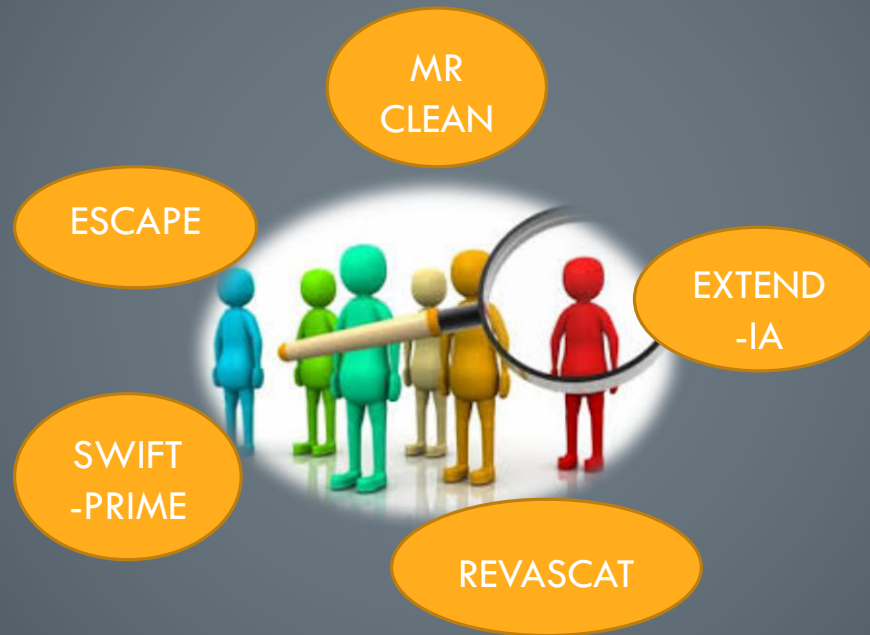 MR
CLEAN
ESCAPE
EXTEND
-IA
SWIFT
-PRIME
REVASCAT